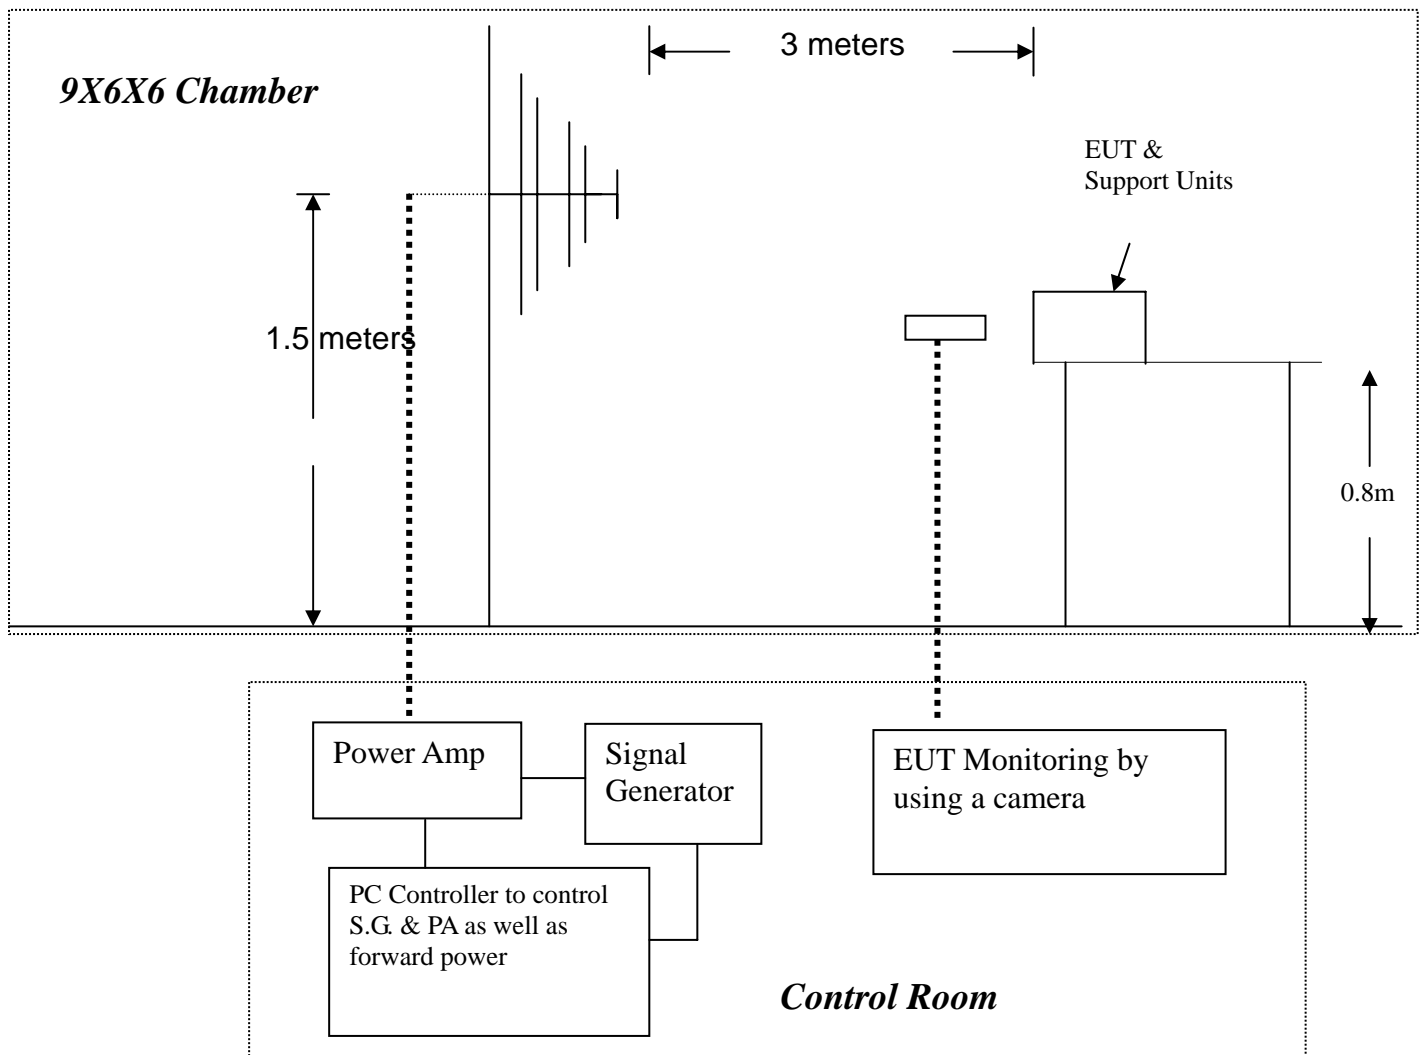 3 meters
9X6X6 Chamber
EUT &
Support Units
1.5 meters
0.8m
Power Amp
Signal
Generator
EUT Monitoring by
using a camera
PC Controller to control
S.G. & PA as well as
forward power
Control Room